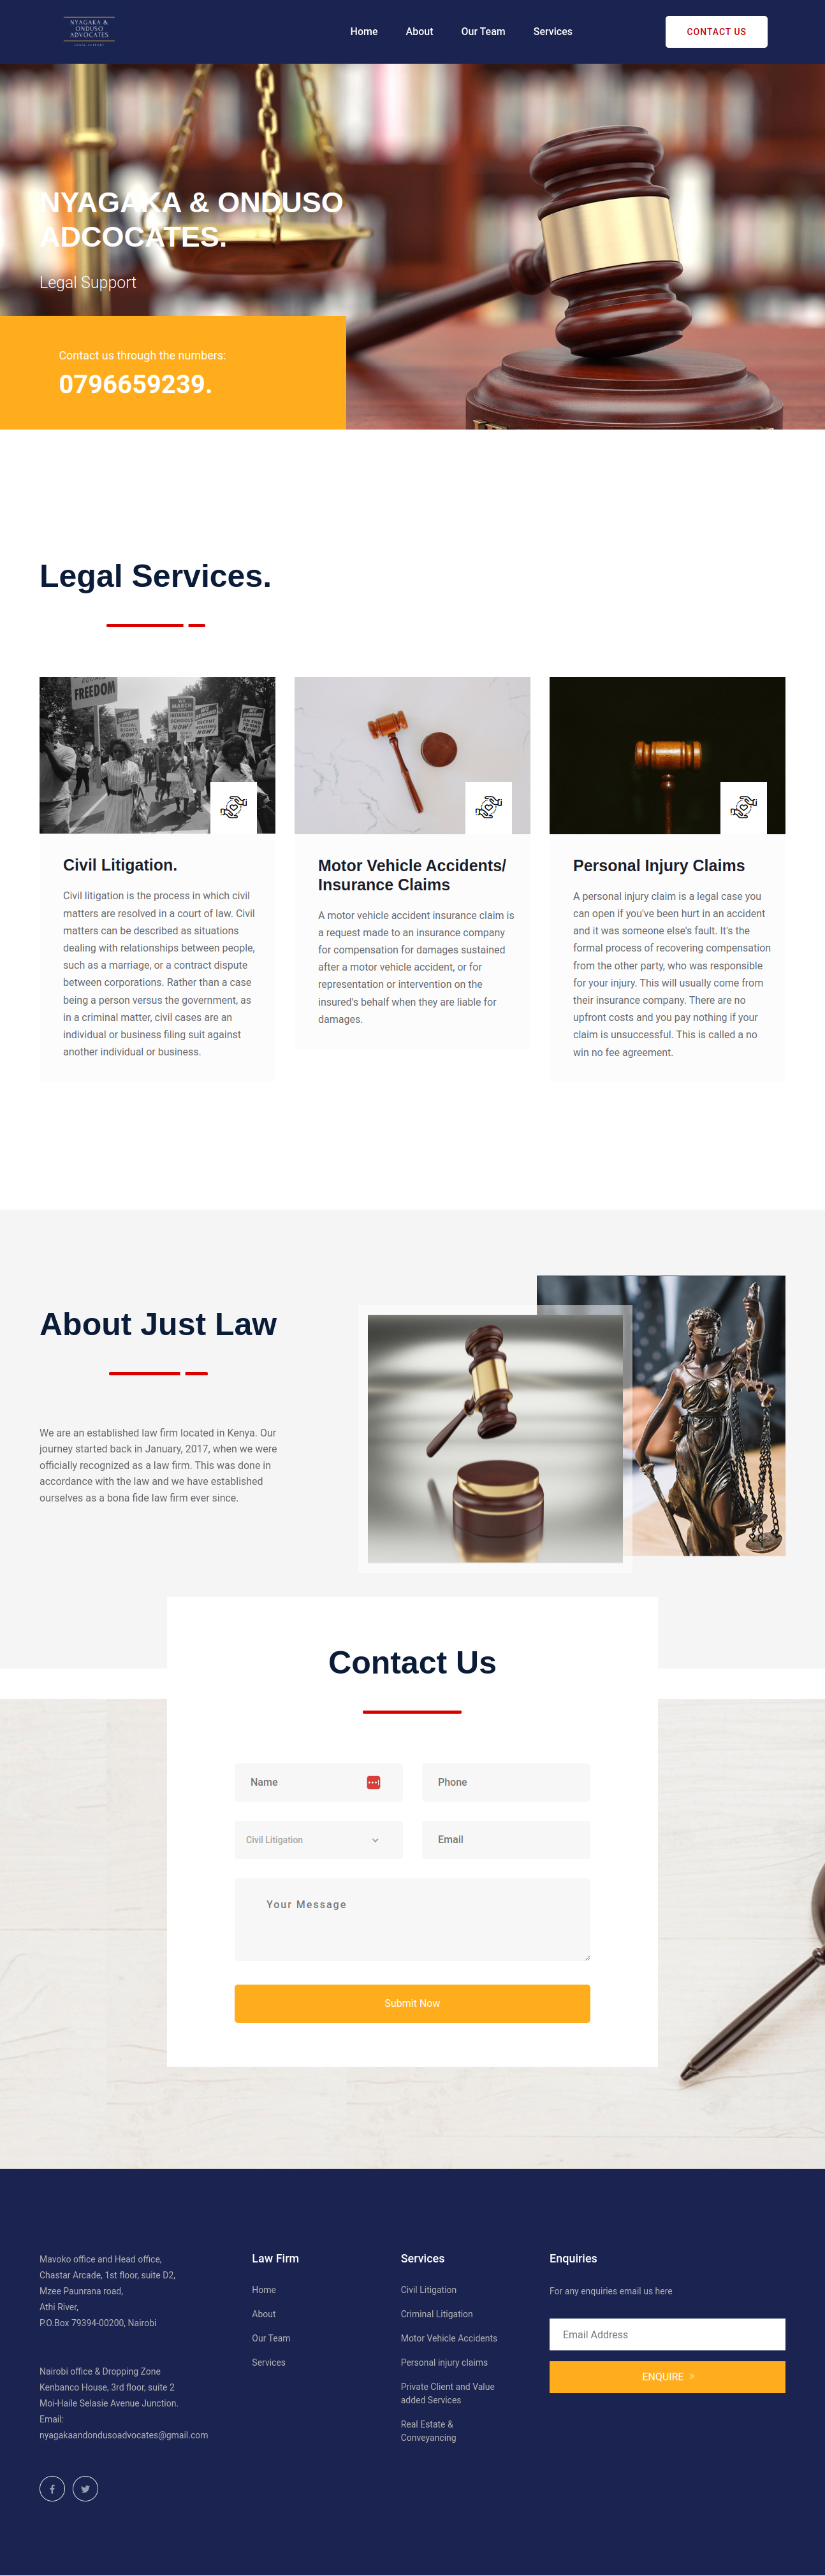 NYAGAKA &
ONDUSO
ADVOCATES
LEGAL SUPPORT
Home About Our Team Services CONTACT US
NYAGAKA & ONDUSO
ADCOCATES.
Legal Support
Contact us through the numbers:
0796659239.
Legal Services.
FREEDOM
WE MARCH
INTEGRATED
SCHOOLS
NOW!
Civil Litigation.
Civil litigation is the process in which civil
matters are resolved in a court of law. Civil
matters can be described as situations
dealing with relationships between people,
such as a marriage, or a contract dispute
between corporations. Rather than a case
being a person versus the government, as
in a criminal matter, civil cases are an
individual or business filing suit against
another individual or business.
Motor Vehicle Accidents/
Insurance Claims
A motor vehicle accident insurance claim is
a request made to an insurance company
for compensation for damages sustained
after a motor vehicle accident, or for
representation or intervention on the
insured's behalf when they are liable for
damages.
Personal Injury Claims
A personal injury claim is a legal case you
can open if you've been hurt in an accident
and it was someone else's fault. It's the
formal process of recovering compensation
from the other party, who was responsible
for your injury. This will usually come from
their insurance company. There are no
upfront costs and you pay nothing if your
claim is unsuccessful. This is called a no
win no fee agreement.
About Just Law
We are an established law firm located in Kenya. Our
journey started back in January, 2017, when we were
officially recognized as a law firm. This was done in
accordance with the law and we have established
ourselves as a bona fide law firm ever since.
Contact Us
Name Phone
Civil Litigation Email
Your Message
Submit Now
Mavoko office and Head office,
Chastar Arcade, 1st floor, suite D2,
Mzee Paunrana road,
Athi River,
P.O.Box 79394-00200, Nairobi
Nairobi office & Dropping Zone
Kenbanco House, 3rd floor, suite 2
Moi-Haile Selasie Avenue Junction.
Email:
nyagakaandondusoadvocates@gmail.com
Law Firm
Home
About
Our Team
Services
Services
Civil Litigation
Criminal Litigation
Motor Vehicle Accidents
Personal injury claims
Private Client and Value
added Services
Real Estate &
Conveyancing
Enquiries
For any enquiries email us here
Email Address
ENQUIRE